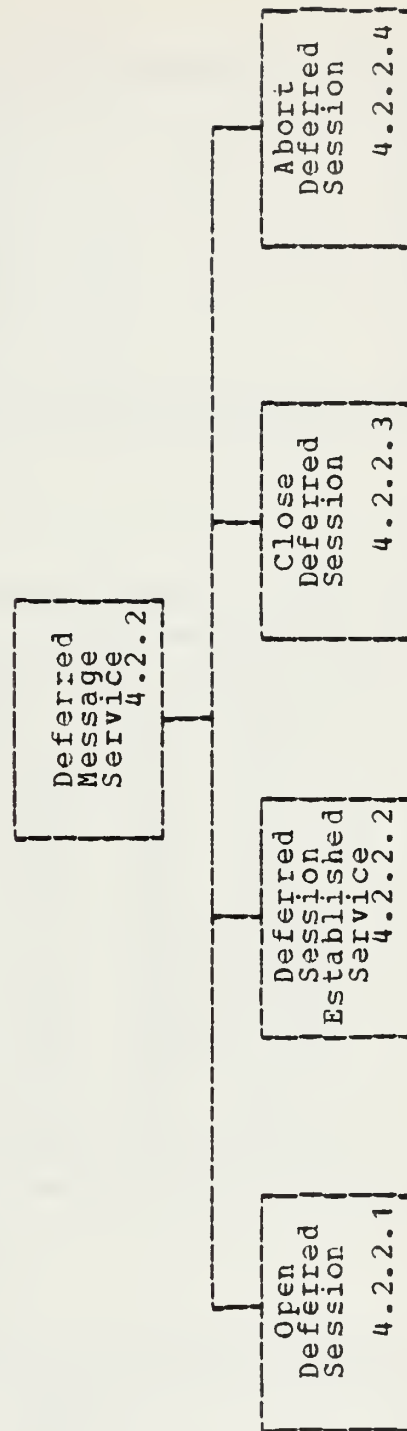 Deferred
Message
Service
4.2.2
Open
Deferred
Session
4.2.2.1
Deferred
Session
Established
Service
4.2.2.2
Close
Deferred
Session
4.2.2.3
Abort
Deferred
Session
4.2.2.4